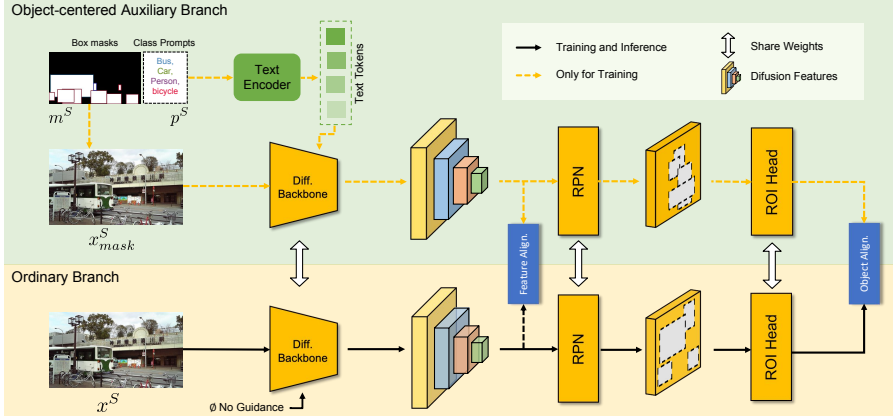 Object-centered Auxiliary Branch
Box masks
Class Prompts
Bus,
Car,
Person,
bicycle
m^S
p^S
Text
Encoder
Text Tokens
Training and Inference
Only for Training
Share Weights
Difusion Features
x^S_{mask}
Diff.
Backbone
RPN
ROI Head
Feature Align.
Object Align.
Ordinary Branch
x^S
Diff.
Backbone
Ø No Guidance
RPN
ROI Head